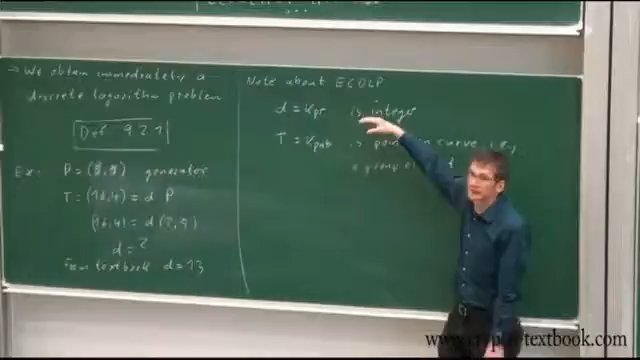 → We obtain immediately a
discrete logarithm problem
Def 9.2.1
Ex: P = (5,1) generator
T = (16,4) = d P
(16,4) = d (5,1)
d = ?
From textbook d = 13
Note about ECDLP
d = kpr is integer
T = kpub is point on curve, i.e.,
a group
www.crypto-textbook.com